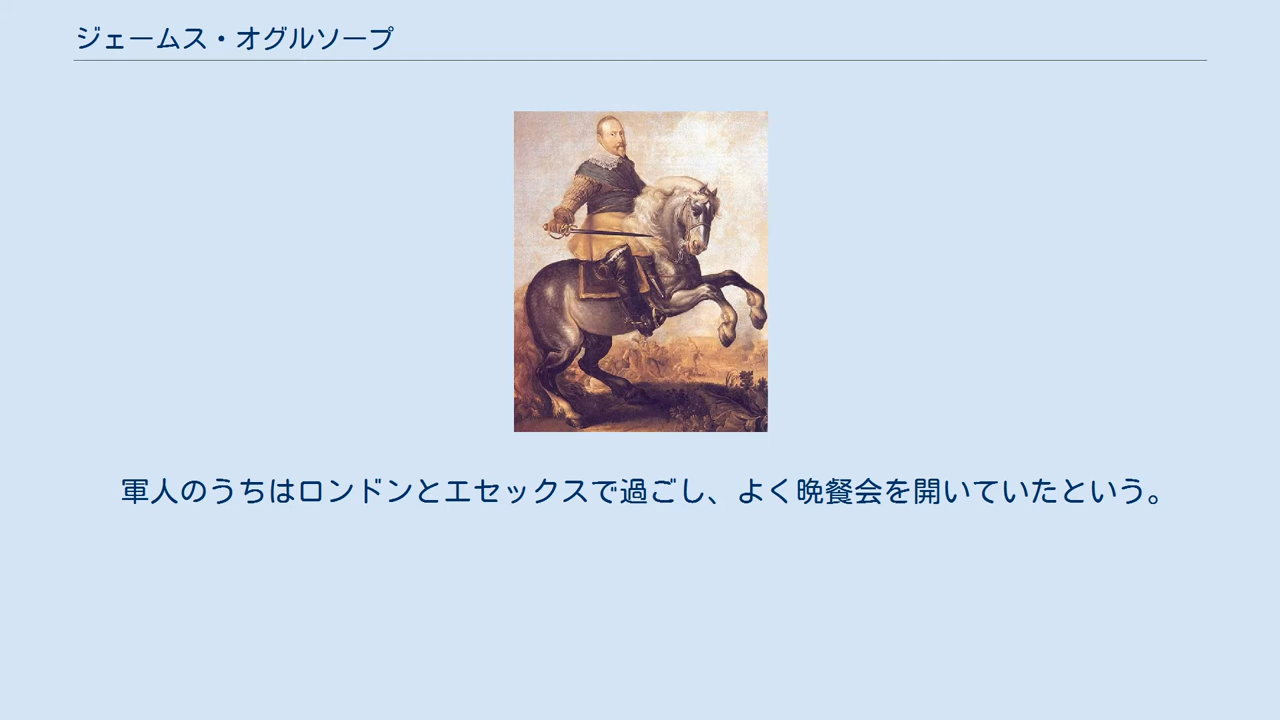 ジェームス・オグルソープ
軍人のうちはロンドンとエセックスで過ごし、よく晩餐会を開いていたという。